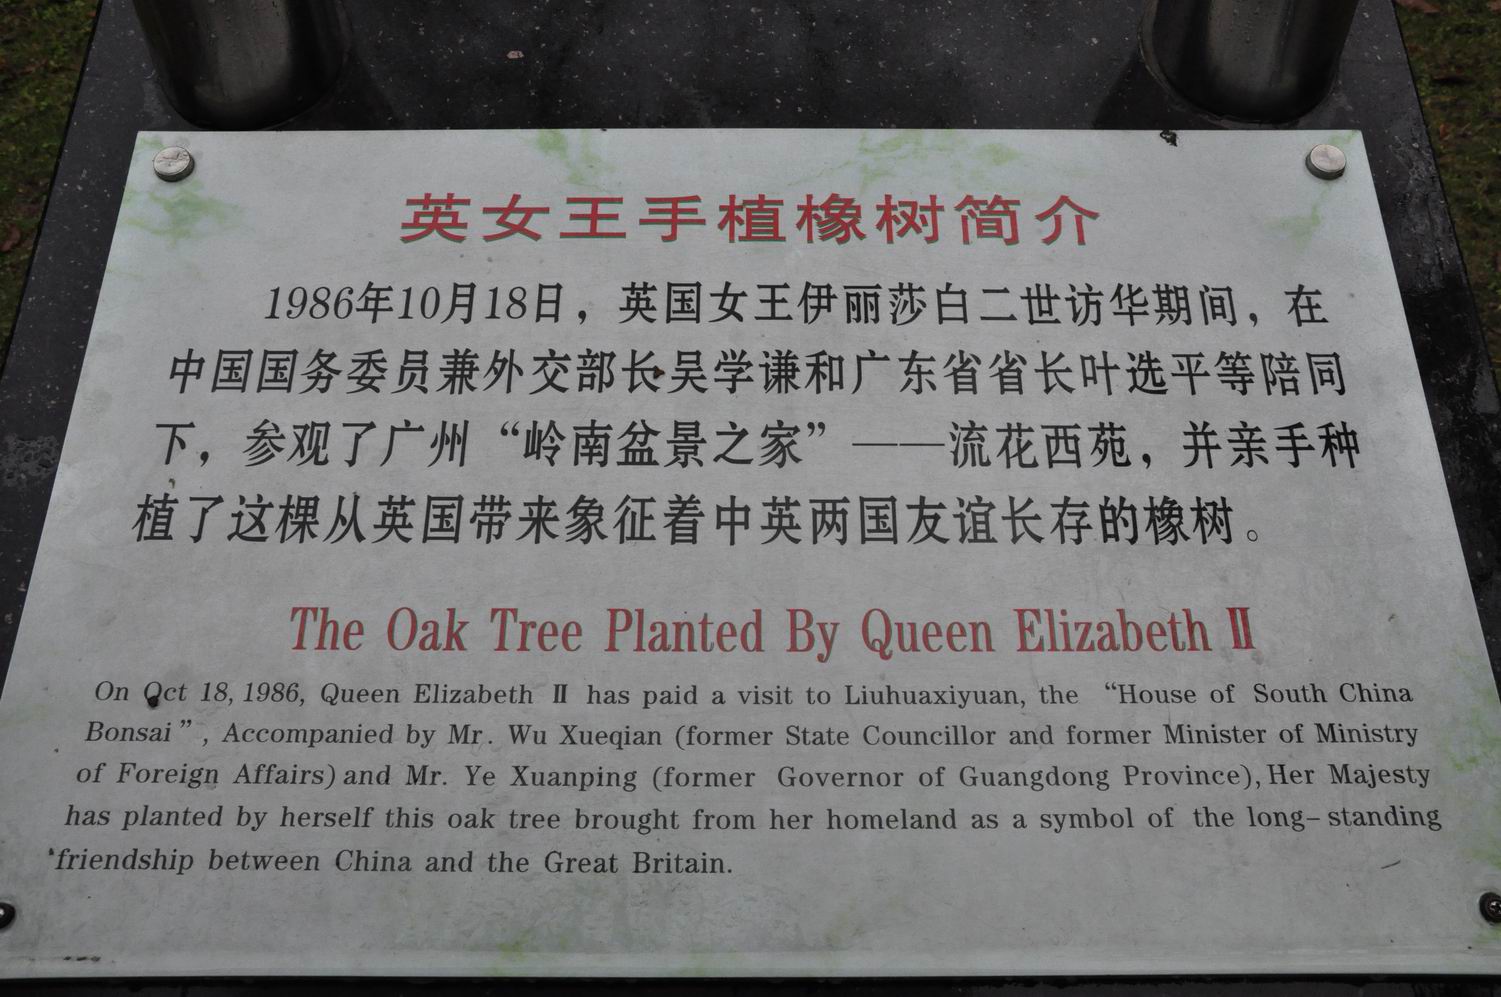 英女王手植橡树简介
1986年10月18日，英国女王伊丽莎白二世访华期间，在
中国国务委员兼外交部长吴学谦和广东省省长叶选平等陪同
下，参观了广州“岭南盆景之家”——流花西苑，并亲手种
植了这棵从英国带来象征着中英两国友谊长存的橡树。
The Oak Tree Planted By Queen Elizabeth Ⅱ
On Oct 18, 1986, Queen Elizabeth Ⅱ has paid a visit to Liuhuaxiyuan, the “House of South China
Bonsai”, Accompanied by Mr. Wu Xueqian (former State Councillor and former Minister of Ministry
of Foreign Affairs) and Mr. Ye Xuanping (former Governor of Guangdong Province), Her Majesty
has planted by herself this oak tree brought from her homeland as a symbol of the long-standing
friendship between China and the Great Britain.